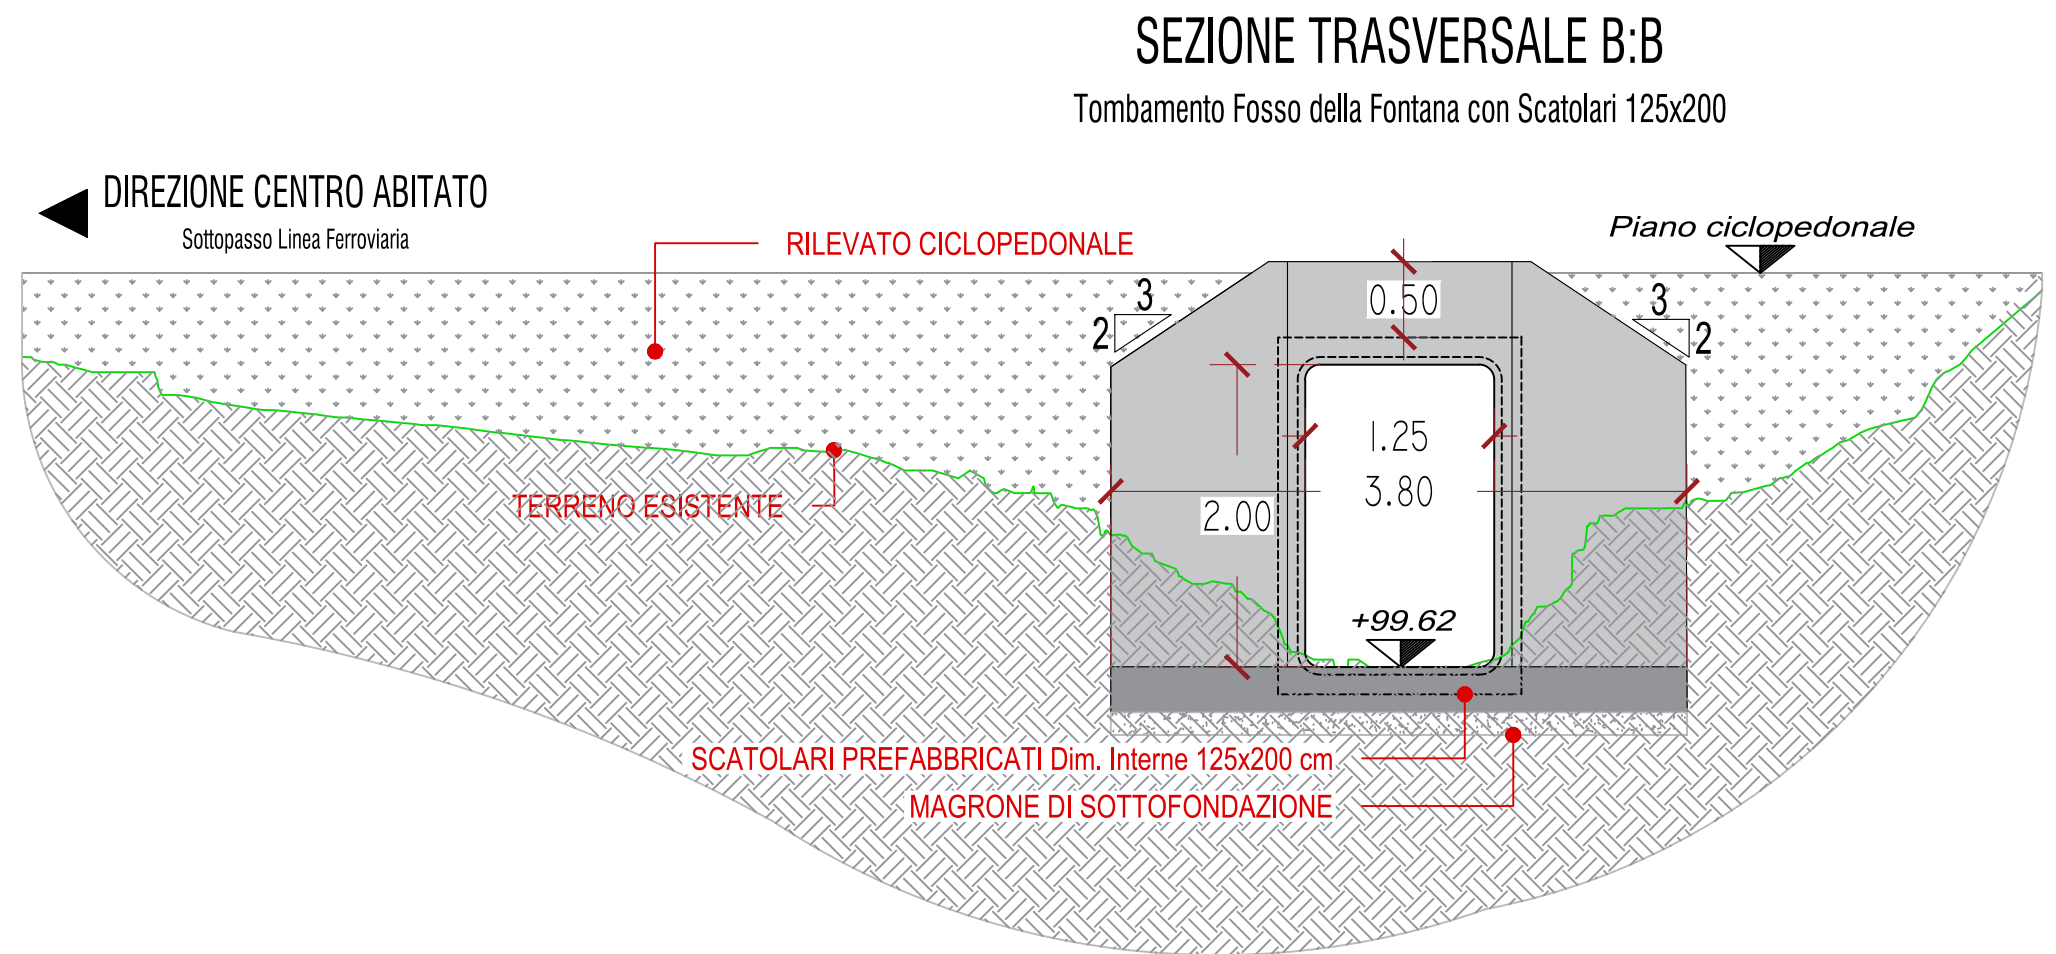 SEZIONE TRASVERSALE B:B
Tombamento Fosso della Fontana con Scatolari 125x200
DIREZIONE CENTRO ABITATO
Sottopasso Linea Ferroviaria
RILEVATO CICLOPEDONALE
Piano ciclopedonale
3
2
0.50
3
2
1.25
3.80
2.00
TERRENO ESISTENTE
+99.62
SCATOLARI PREFABBRICATI Dim. Interne 125x200 cm
MAGRONE DI SOTTOFONDAZIONE